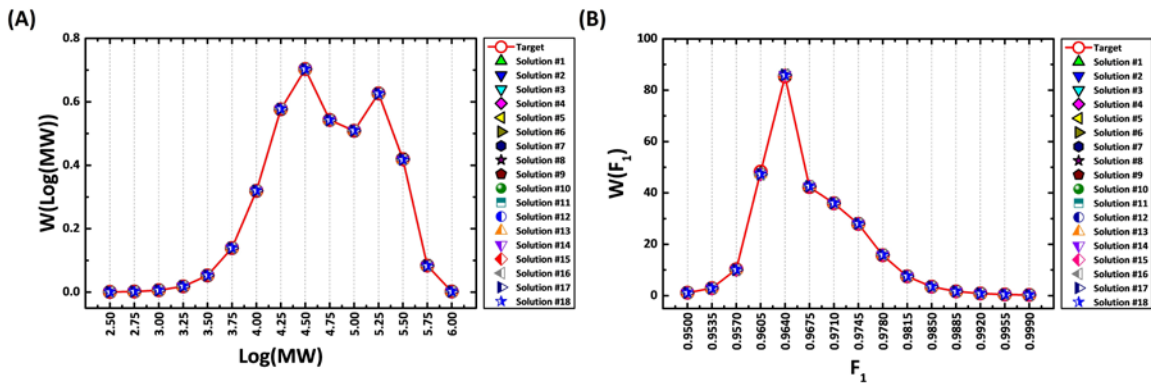 (A)
W(Log(MW))
0.8
0.6
0.4
0.2
0.0
2.50 2.75 3.00 3.25 3.50 3.75 4.00 4.25 4.50 4.75 5.00 5.25 5.50 5.75 6.00
Log(MW)
Target
Solution #1
Solution #2
Solution #3
Solution #4
Solution #5
Solution #6
Solution #7
Solution #8
Solution #9
Solution #10
Solution #11
Solution #12
Solution #13
Solution #14
Solution #15
Solution #16
Solution #17
Solution #18
(B)
W(F1)
100
80
60
40
20
0
0.9500 0.9535 0.9570 0.9605 0.9640 0.9675 0.9710 0.9745 0.9780 0.9815 0.9850 0.9885 0.9920 0.9955 0.9990
F1
Target
Solution #1
Solution #2
Solution #3
Solution #4
Solution #5
Solution #6
Solution #7
Solution #8
Solution #9
Solution #10
Solution #11
Solution #12
Solution #13
Solution #14
Solution #15
Solution #16
Solution #17
Solution #18